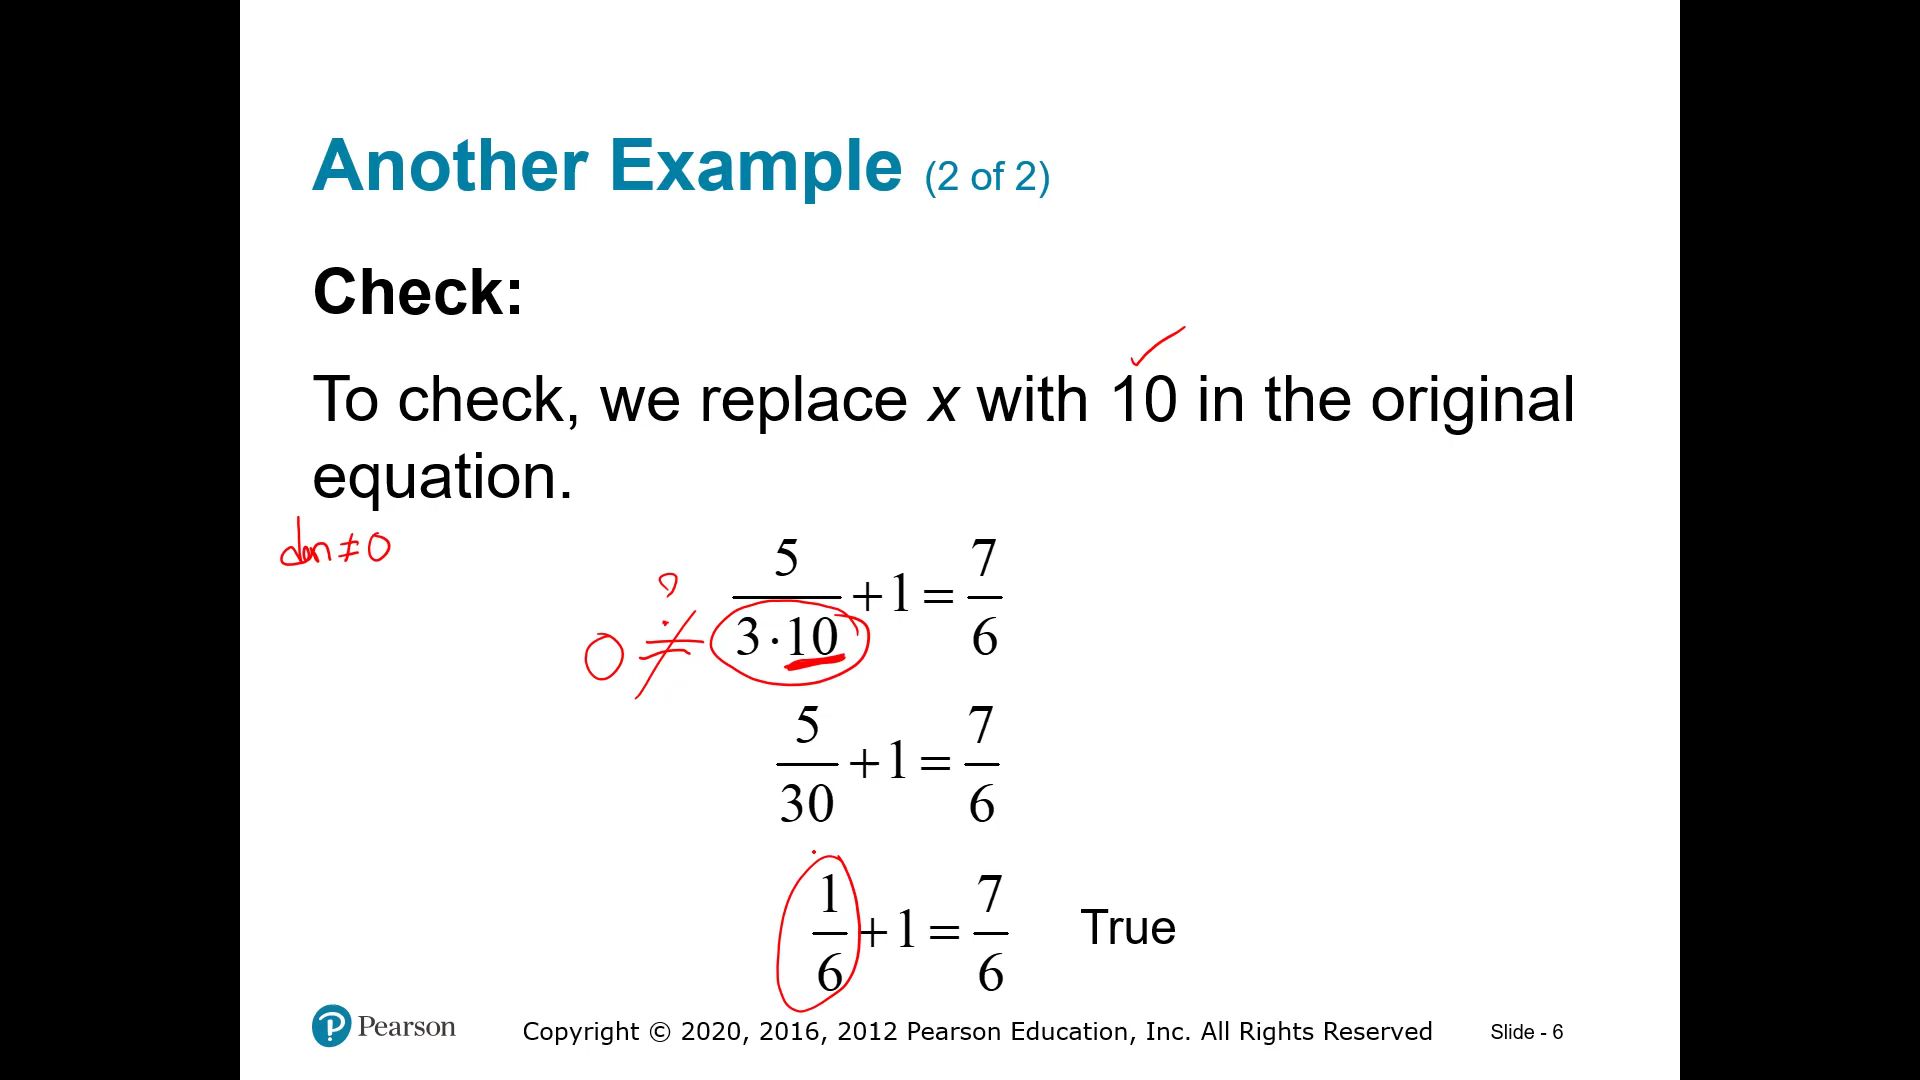 Another Example (2 of 2)
Check:
To check, we replace x with 10 in the original
equation.
den ≠ 0
5/(3·10) + 1 = 7/6
0 ≠ ?
5/30 + 1 = 7/6
1/6 + 1 = 7/6 True
Pearson Copyright © 2020, 2016, 2012 Pearson Education, Inc. All Rights Reserved Slide - 6